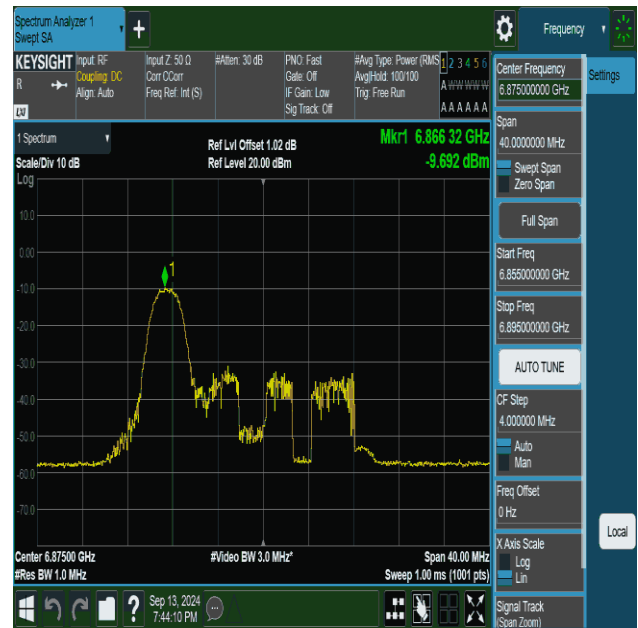 Spectrum Analyzer 1
Swept SA
+
Frequency
KEYSIGHT
R
LXI
Input: RF
Coupling: DC
Align: Auto
Input Z: 50 Ω
Corr CCorr
Freq Ref: Int (S)
#Atten: 30 dB
PNO: Fast
Gate: Off
IF Gain: Low
Sig Track: Off
#Avg Type: Power (RMS
Avg|Hold: 100/100
Trig: Free Run
1 2 3 4 5 6
A W W W W W
A A A A A A
Center Frequency
6.875000000 GHz
Settings
Span
40.0000000 MHz
Swept Span
Zero Span
Full Span
Start Freq
6.855000000 GHz
Stop Freq
6.895000000 GHz
AUTO TUNE
CF Step
4.000000 MHz
Auto
Man
Freq Offset
0 Hz
X Axis Scale
Log
Lin
Signal Track
(Span Zoom)
Local
1 Spectrum
Scale/Div 10 dB
Ref Lvl Offset 1.02 dB
Ref Level 20.00 dBm
Mkr1 6.866 32 GHz
-9.692 dBm
Log
10.0
0.00
-10.0
-20.0
-30.0
-40.0
-50.0
-60.0
-70.0
1
Center 6.87500 GHz
#Res BW 1.0 MHz
#Video BW 3.0 MHz*
Span 40.00 MHz
Sweep 1.00 ms (1001 pts)
?
Sep 13, 2024
7:44:10 PM